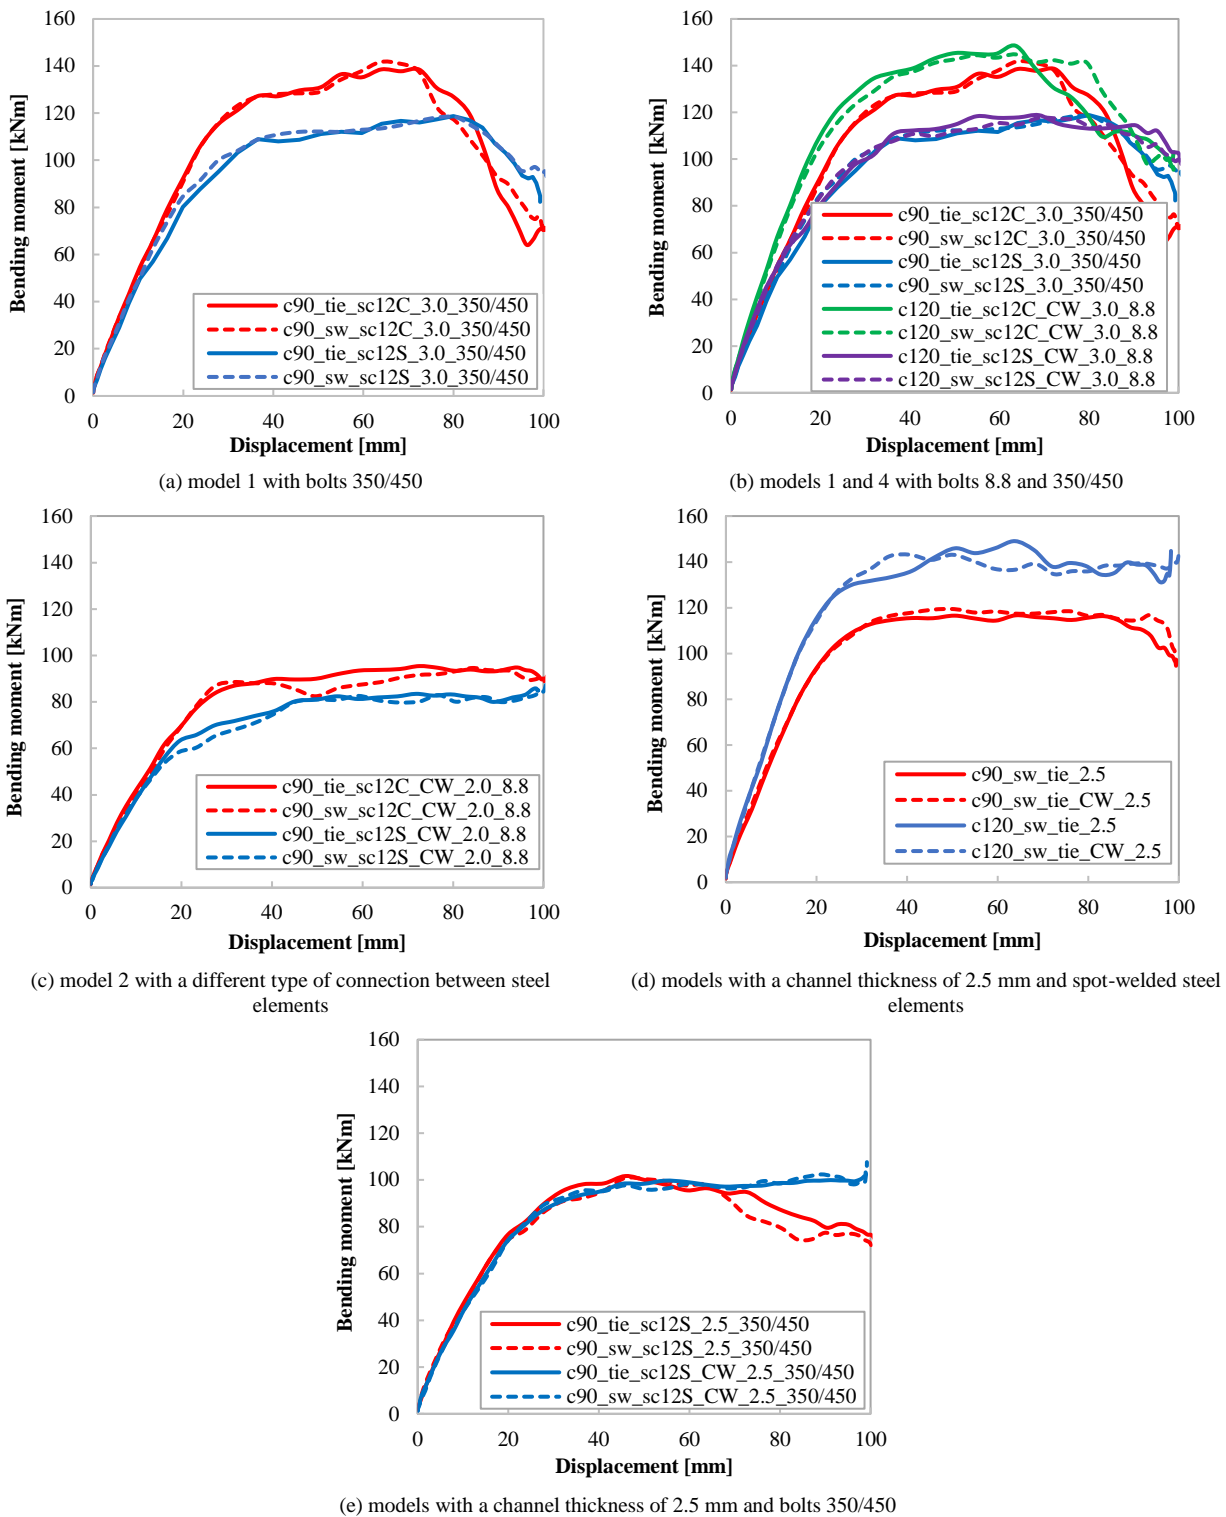 160
140
120
100
80
60
40
20
0
Bending moment [kNm]
c90_tie_sc12C_3.0_350/450
c90_sw_sc12C_3.0_350/450
c90_tie_sc12S_3.0_350/450
c90_sw_sc12S_3.0_350/450
0 20 40 60 80 100
Displacement [mm]
(a) model 1 with bolts 350/450
160
140
120
100
80
60
40
20
0
Bending moment [kNm]
c90_tie_sc12C_3.0_350/450
c90_sw_sc12C_3.0_350/450
c90_tie_sc12S_3.0_350/450
c90_sw_sc12S_3.0_350/450
c120_tie_sc12C_CW_3.0_8.8
c120_sw_sc12C_CW_3.0_8.8
c120_tie_sc12S_CW_3.0_8.8
c120_sw_sc12S_CW_3.0_8.8
0 20 40 60 80 100
Displacement [mm]
(b) models 1 and 4 with bolts 8.8 and 350/450
160
140
120
100
80
60
40
20
0
Bending moment [kNm]
c90_tie_sc12C_CW_2.0_8.8
c90_sw_sc12C_CW_2.0_8.8
c90_tie_sc12S_CW_2.0_8.8
c90_sw_sc12S_CW_2.0_8.8
0 20 40 60 80 100
Displacement [mm]
(c) model 2 with a different type of connection between steel
elements
160
140
120
100
80
60
40
20
0
Bending moment [kNm]
c90_sw_tie_2.5
c90_sw_tie_CW_2.5
c120_sw_tie_2.5
c120_sw_tie_CW_2.5
0 20 40 60 80 100
Displacement [mm]
(d) models with a channel thickness of 2.5 mm and spot-welded steel
elements
160
140
120
100
80
60
40
20
0
Bending moment [kNm]
c90_tie_sc12S_2.5_350/450
c90_sw_sc12S_2.5_350/450
c90_tie_sc12S_CW_2.5_350/450
c90_sw_sc12S_CW_2.5_350/450
0 20 40 60 80 100
Displacement [mm]
(e) models with a channel thickness of 2.5 mm and bolts 350/450